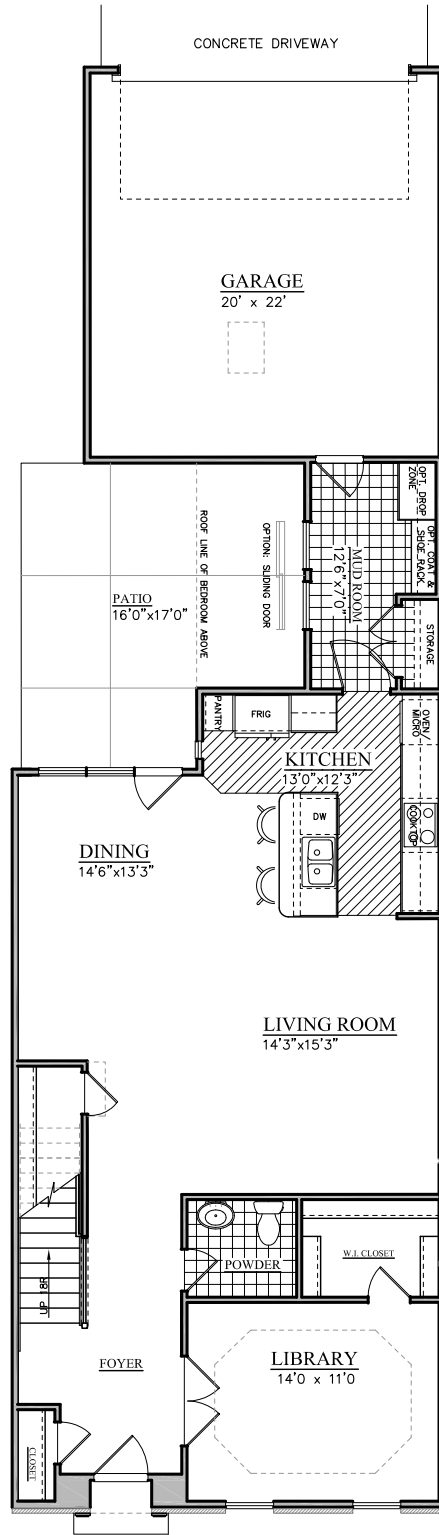 CONCRETE DRIVEWAY
GARAGE
20' x 22'
OPT. DROP
ZONE
OPT. COAT &
SHOE RACK
MUD ROOM
12'6"x7'0"
STORAGE
ROOF LINE OF BEDROOM ABOVE
OPTION: SLIDING DOOR
PATIO
16'0"x17'0"
PANTRY
FRIG
OVEN/
MICRO
KITCHEN
13'0"x12'3"
DW
COOKTOP
DINING
14'6"x13'3"
LIVING ROOM
14'3"x15'3"
UP 18R
POWDER
W.I. CLOSET
FOYER
LIBRARY
14'0 x 11'0
CLOSET